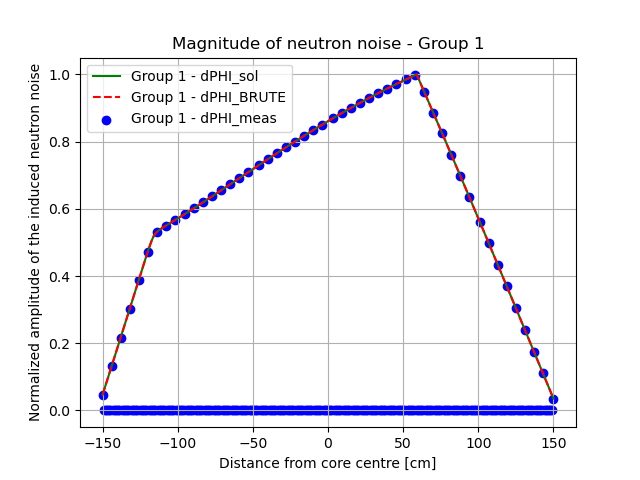 Magnitude of neutron noise - Group 1
Normalized amplitude of the induced neutron noise
1.0
0.8
0.6
0.4
0.2
0.0
Group 1 - dPHI_sol
Group 1 - dPHI_BRUTE
Group 1 - dPHI_meas
−150
−100
−50
0
50
100
150
Distance from core centre [cm]